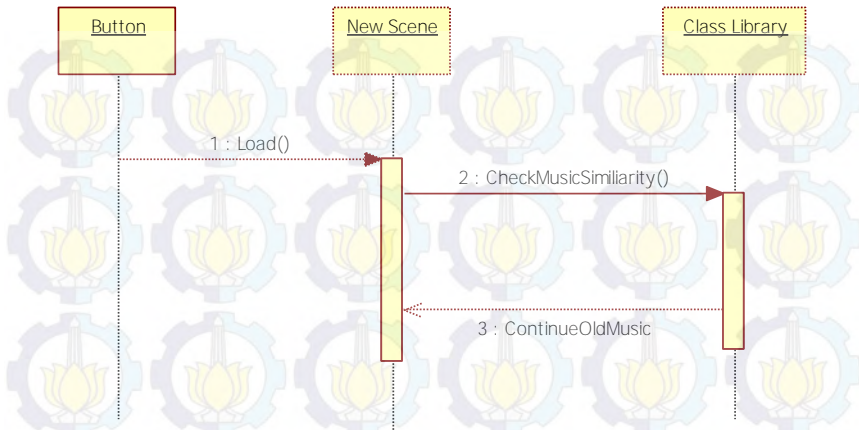 Button
New Scene
Class Library
1 : Load()
2 : CheckMusicSimiliarity()
3 : ContinueOldMusic